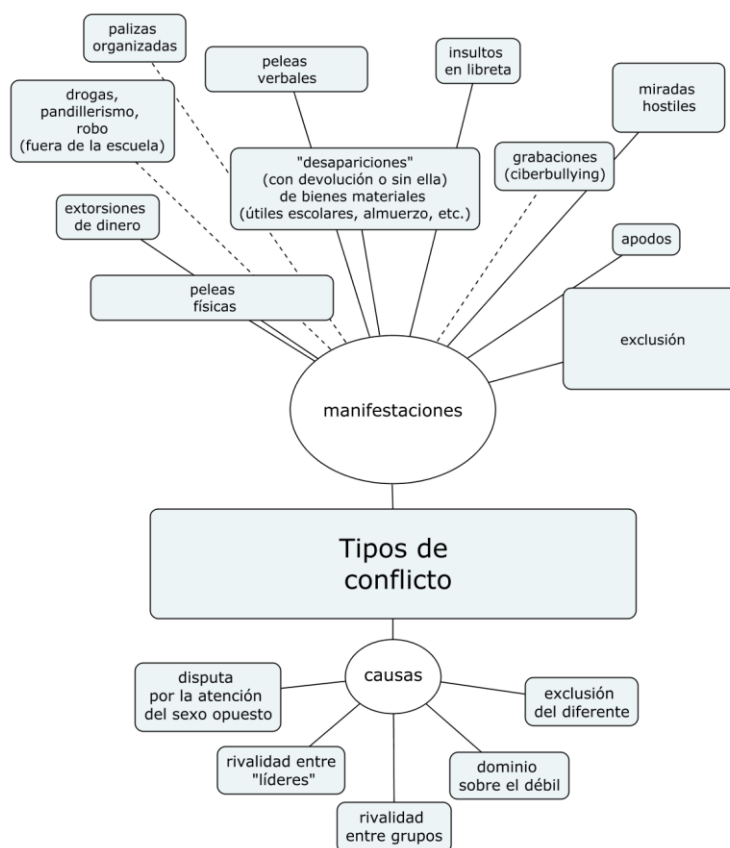 palizas
organizadas
peleas
verbales
insultos
en libreta
miradas
hostiles
drogas,
pandillerismo,
robo
(fuera de la escuela)
"desapariciones"
(con devolución o sin ella)
de bienes materiales
(útiles escolares, almuerzo, etc.)
grabaciones
(ciberbullying)
extorsiones
de dinero
apodos
peleas
físicas
exclusión
manifestaciones
Tipos de
conflicto
causas
disputa
por la atención
del sexo opuesto
exclusión
del diferente
rivalidad entre
"líderes"
dominio
sobre el débil
rivalidad
entre grupos